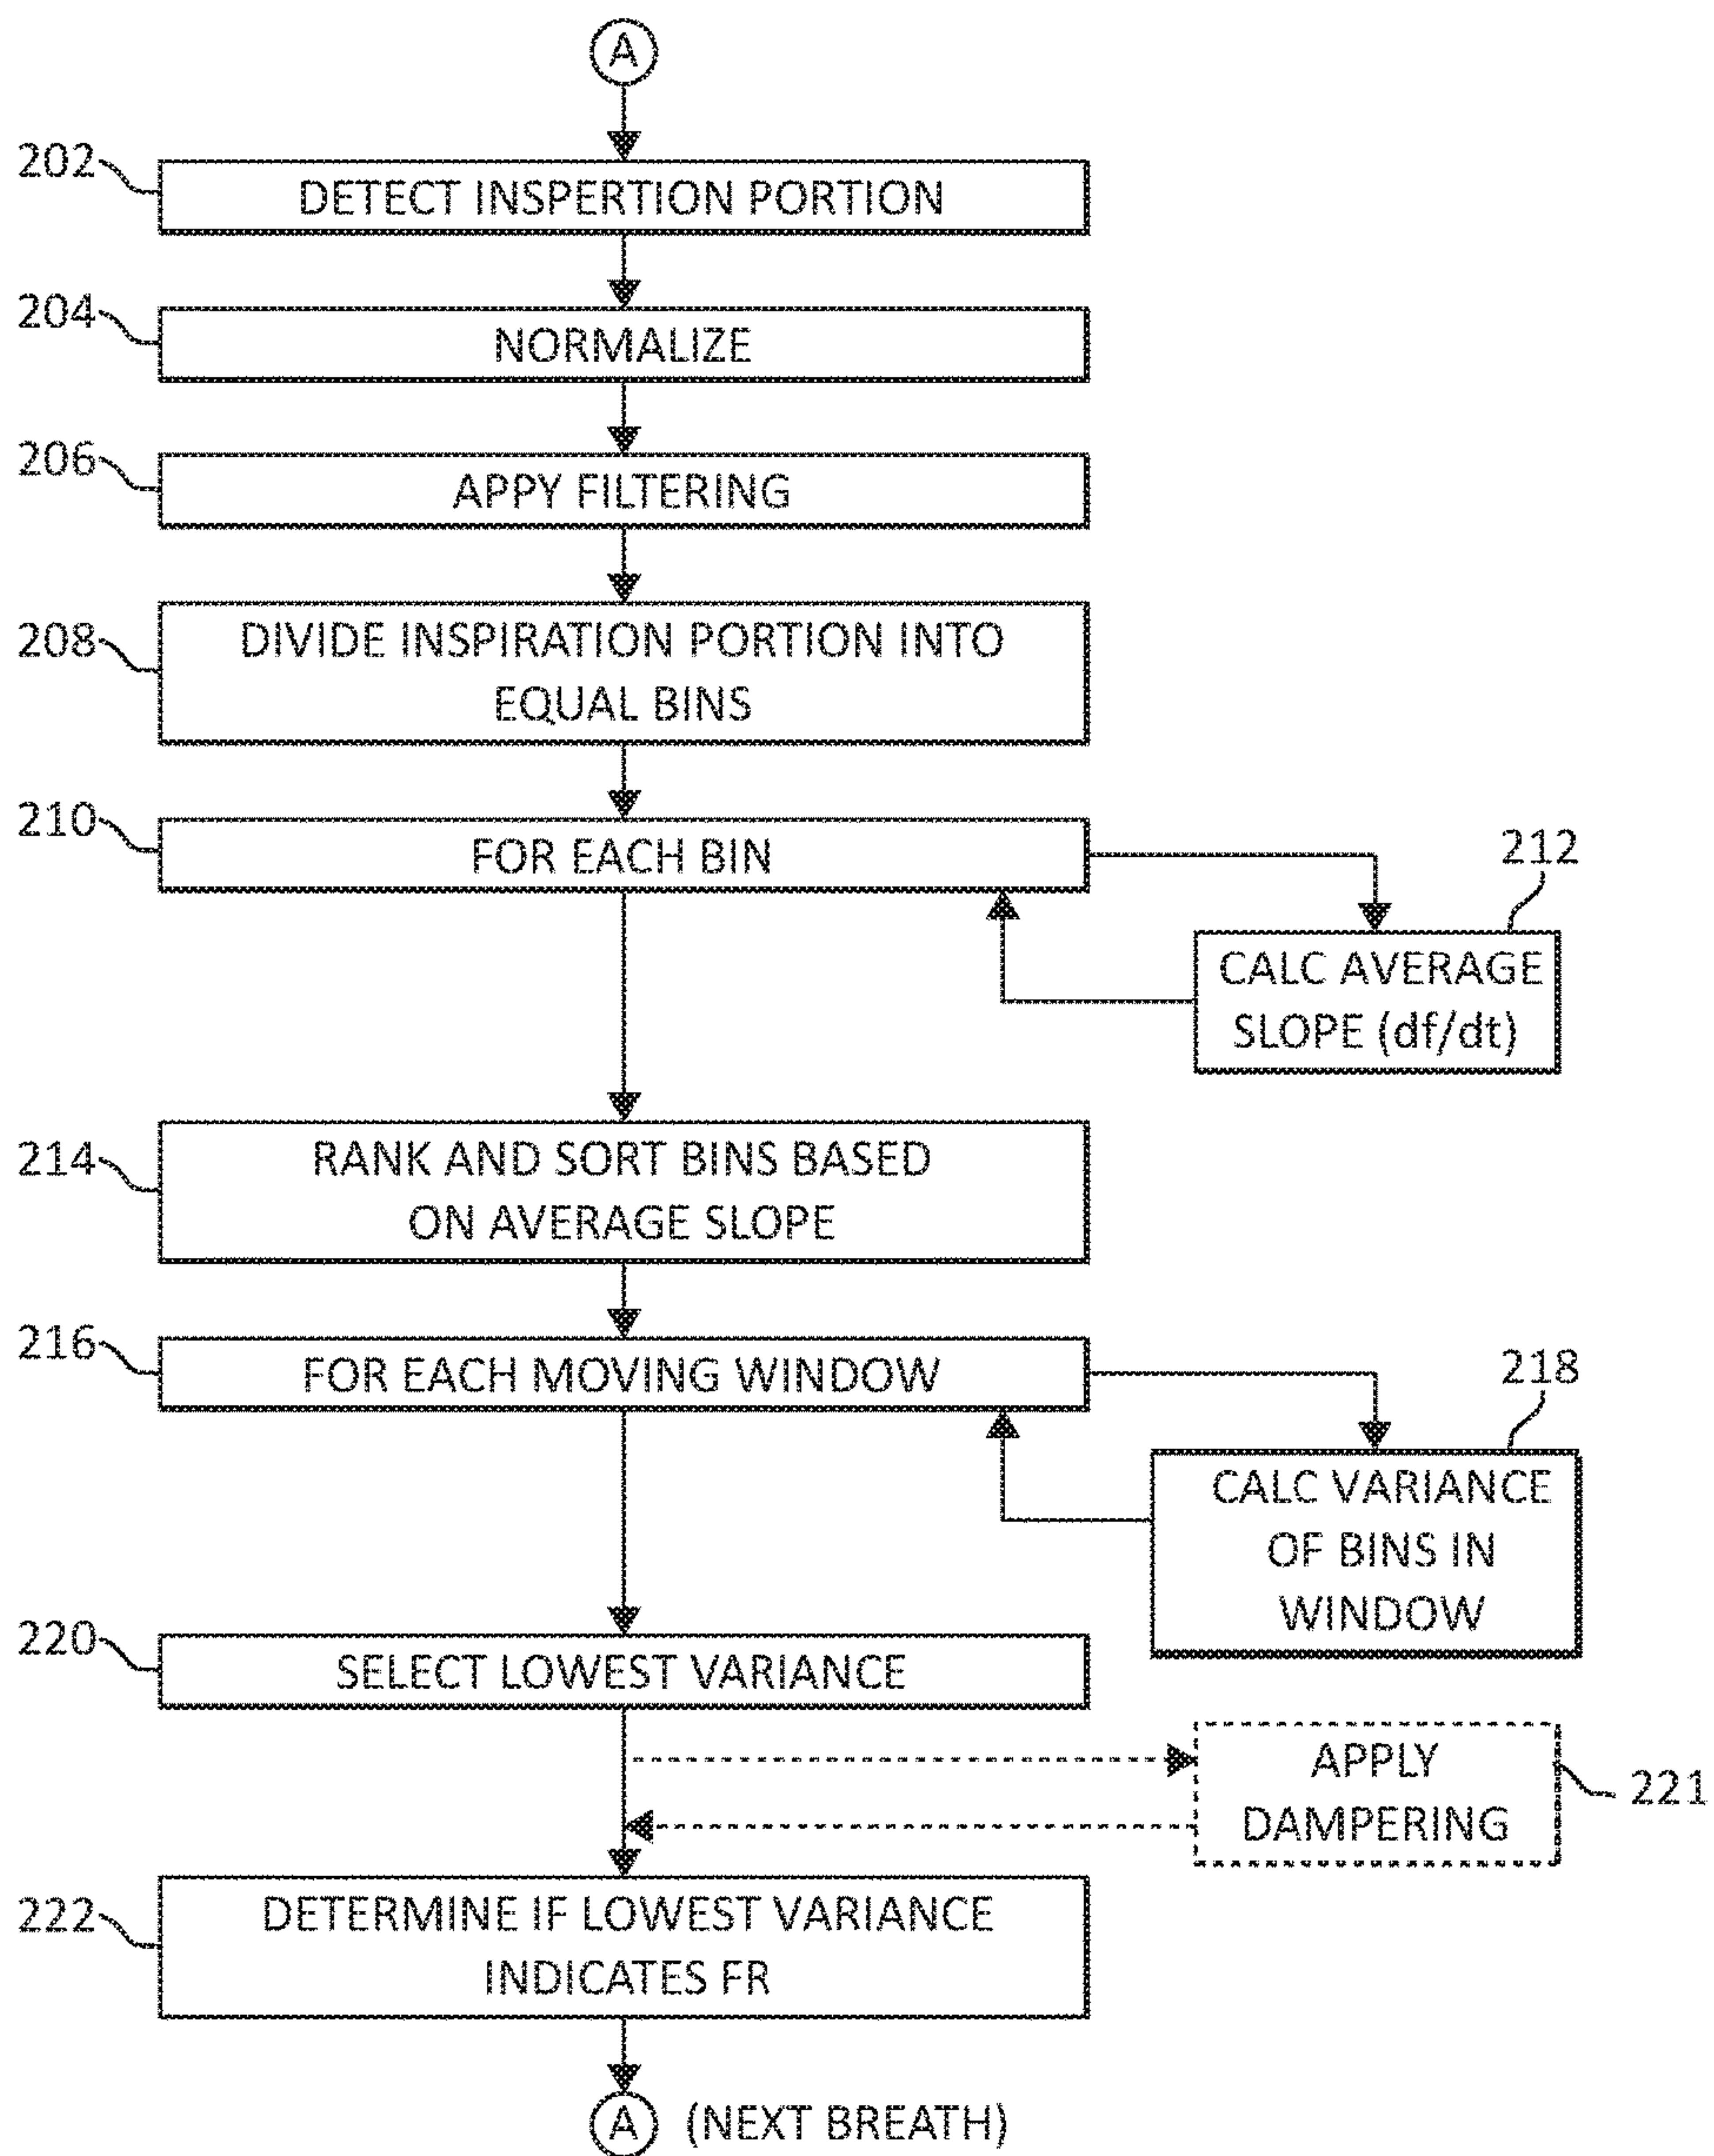 A
202
DETECT INSPERTION PORTION
204
NORMALIZE
206
APPY FILTERING
208
DIVIDE INSPIRATION PORTION INTO
EQUAL BINS
210
FOR EACH BIN
212
CALC AVERAGE
SLOPE (df/dt)
214
RANK AND SORT BINS BASED
ON AVERAGE SLOPE
216
FOR EACH MOVING WINDOW
218
CALC VARIANCE
OF BINS IN
WINDOW
220
SELECT LOWEST VARIANCE
APPLY
DAMPERING
221
222
DETERMINE IF LOWEST VARIANCE
INDICATES FR
A (NEXT BREATH)